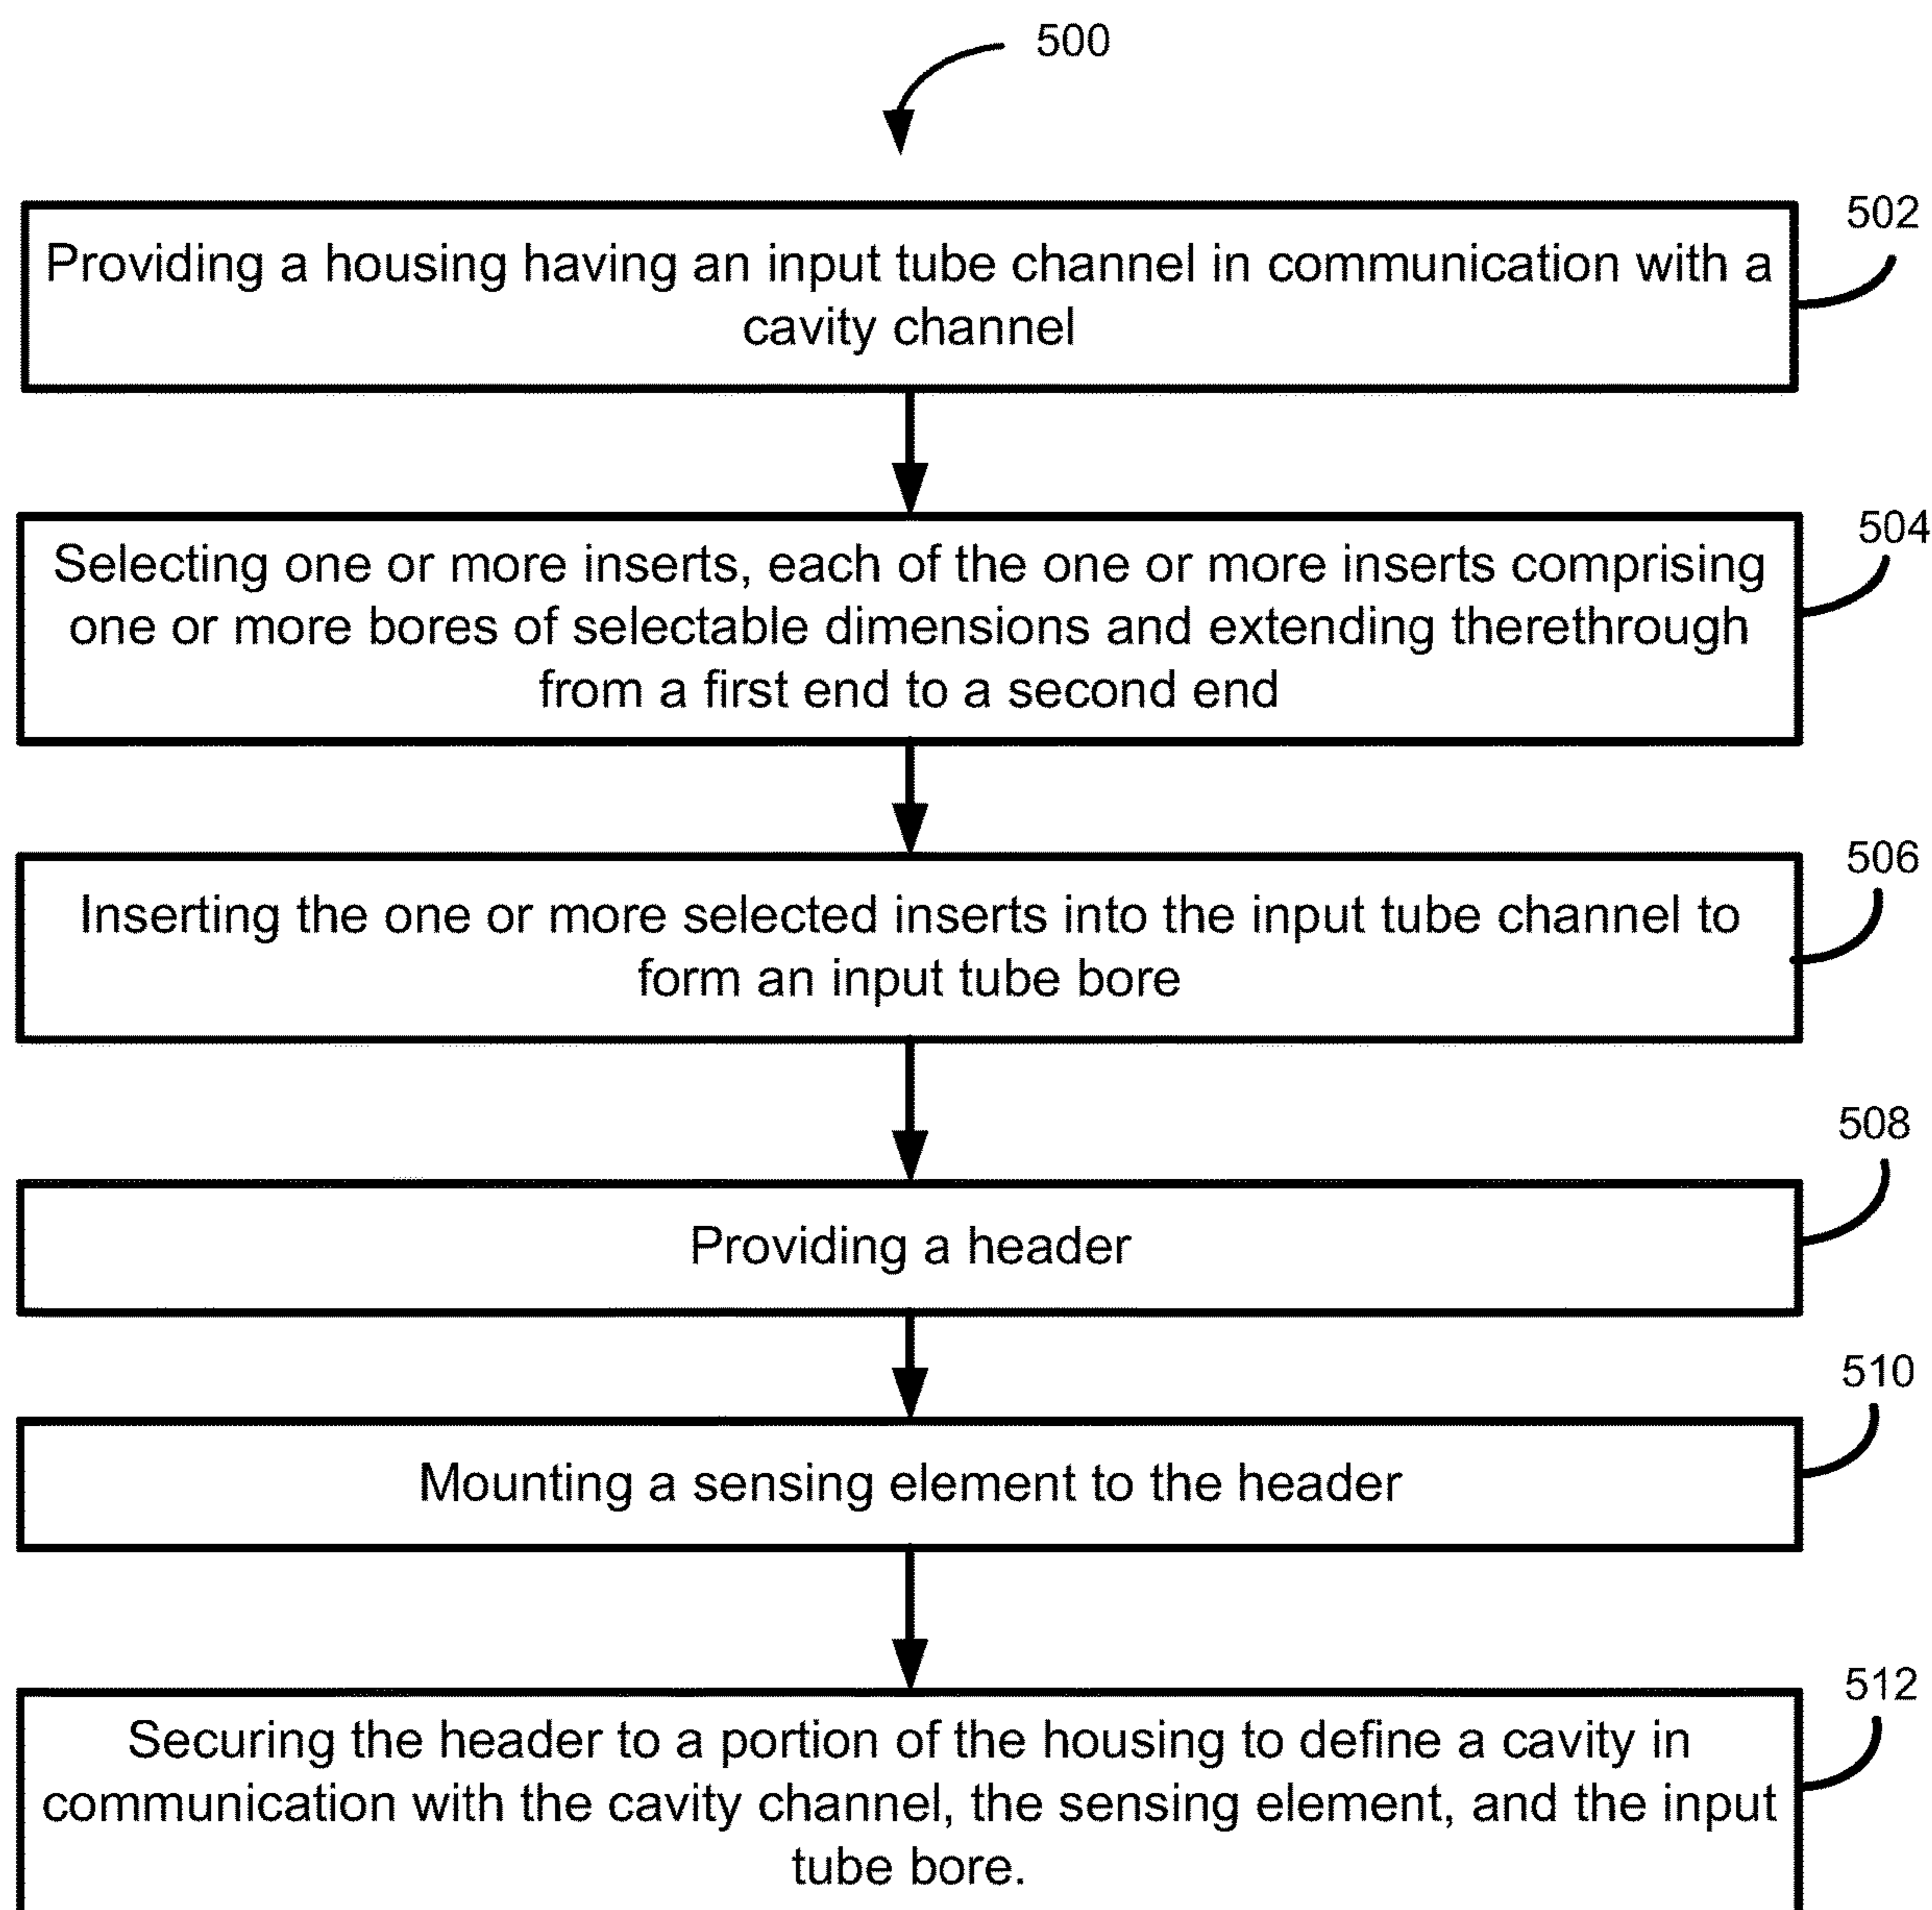 500
502
Providing a housing having an input tube channel in communication with a
cavity channel
504
Selecting one or more inserts, each of the one or more inserts comprising
one or more bores of selectable dimensions and extending therethrough
from a first end to a second end
506
Inserting the one or more selected inserts into the input tube channel to
form an input tube bore
508
Providing a header
510
Mounting a sensing element to the header
512
Securing the header to a portion of the housing to define a cavity in
communication with the cavity channel, the sensing element, and the input
tube bore.